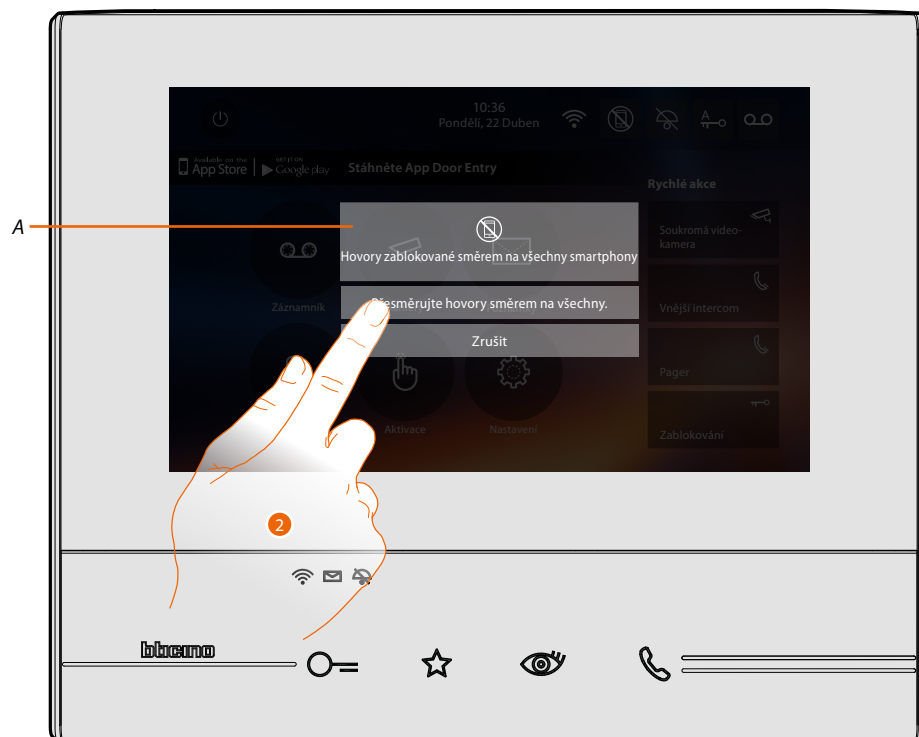 10:36
Pondělí, 22 Duben
Available on the
App Store
GET IT ON
Google play
Stáhněte App Door Entry
Rychlé akce
A
Soukromá video-
kamera
Hovory zablokované směrem na všechny smartphony
Záznamník
Přesměrujte hovory směrem na všechny.
Vnější intercom
Zrušit
Pager
Aktivace
Nastavení
Zablokování
2
bticino